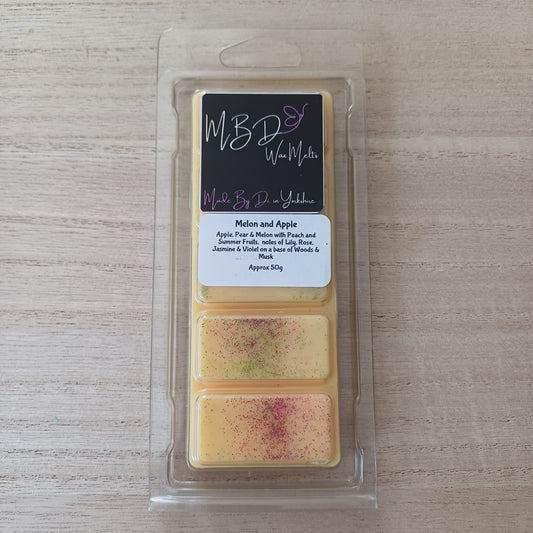 MBD
Wax Melts
Made By Di in Yorkshire
Melon and Apple
Apple, Pear & Melon with Peach and
Summer Fruits, notes of Lily, Rose,
Jasmine & Violet on a base of Woods &
Musk
Approx 50g